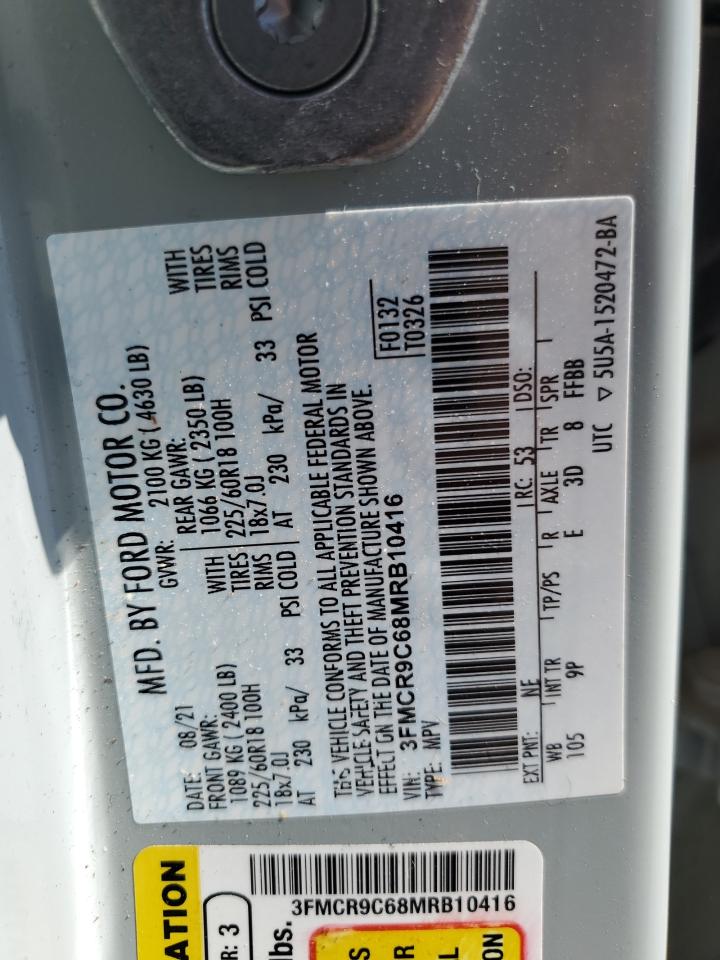 MFD. BY FORD MOTOR CO.
DATE: 08/21 GVWR: 2100 KG ( 4630 LB)
FRONT GAWR: REAR GAWR:
1089 KG ( 2400 LB) WITH 1066 KG ( 2350 LB) WITH
225/60R18 100H TIRES 225/60R18 100H TIRES
18x7.0J RIMS 18x7.0J RIMS
AT 230 kPa/ 33 PSI COLD AT 230 kPa/ 33 PSI COLD
THIS VEHICLE CONFORMS TO ALL APPLICABLE FEDERAL MOTOR
VEHICLE SAFETY AND THEFT PREVENTION STANDARDS IN
EFFECT ON THE DATE OF MANUFACTURE SHOWN ABOVE.
VIN: 3FMCR9C68MRB10416 F0132
TYPE: MPV T0326
EXT PNT: NE RC: 53 DSO:
WB INT TR TP/PS R AXLE TR SPR
105 9P E 3D 8 FFBB
UTC ▽ 5U5A-1520472-BA
ATION
R: 3
lbs.
3FMCR9C68MRB10416
S
R
L
ON